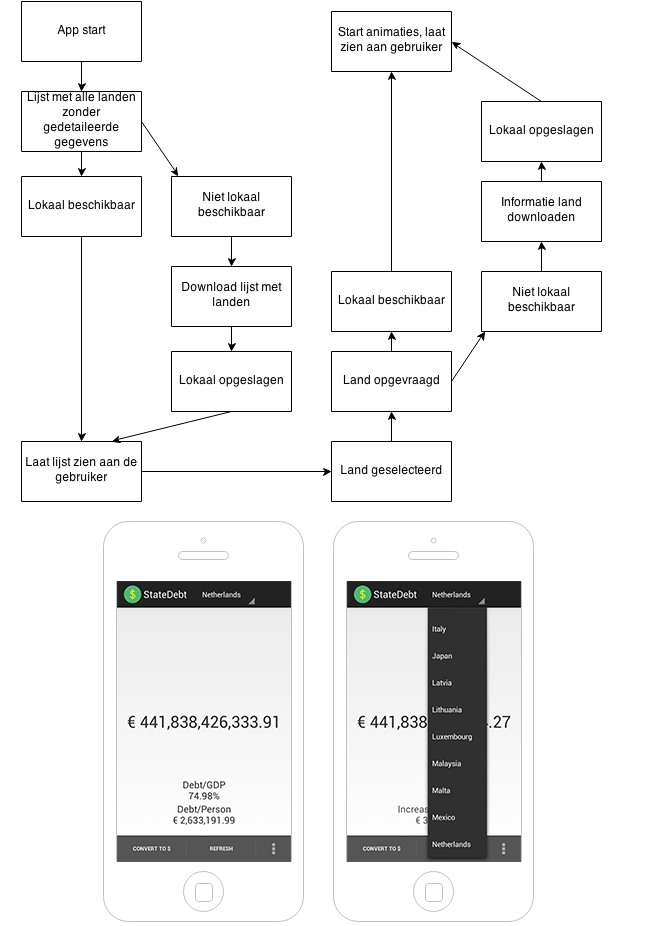 App start
Lijst met alle landen
zonder
gedetaileerde
gegevens
Lokaal beschikbaar
Niet lokaal
beschikbaar
Download lijst met
landen
Lokaal opgeslagen
Laat lijst zien aan de
gebruiker
Start animaties, laat
zien aan gebruiker
Lokaal opgeslagen
Informatie land
downloaden
Lokaal beschikbaar
Niet lokaal
beschikbaar
Land opgevraagd
Land geselecteerd
$ StateDebt Netherlands
€ 441,838,426,333.91
Debt/GDP
74.98%
Debt/Person
€ 2,633,191.99
CONVERT TO $ REFRESH
$ StateDebt Netherlands
Italy
Japan
Latvia
Lithuania
€ 441,838 .27
Luxembourg
Malaysia
Malta
Increas
€ 3
Mexico
Netherlands
CONVERT TO $